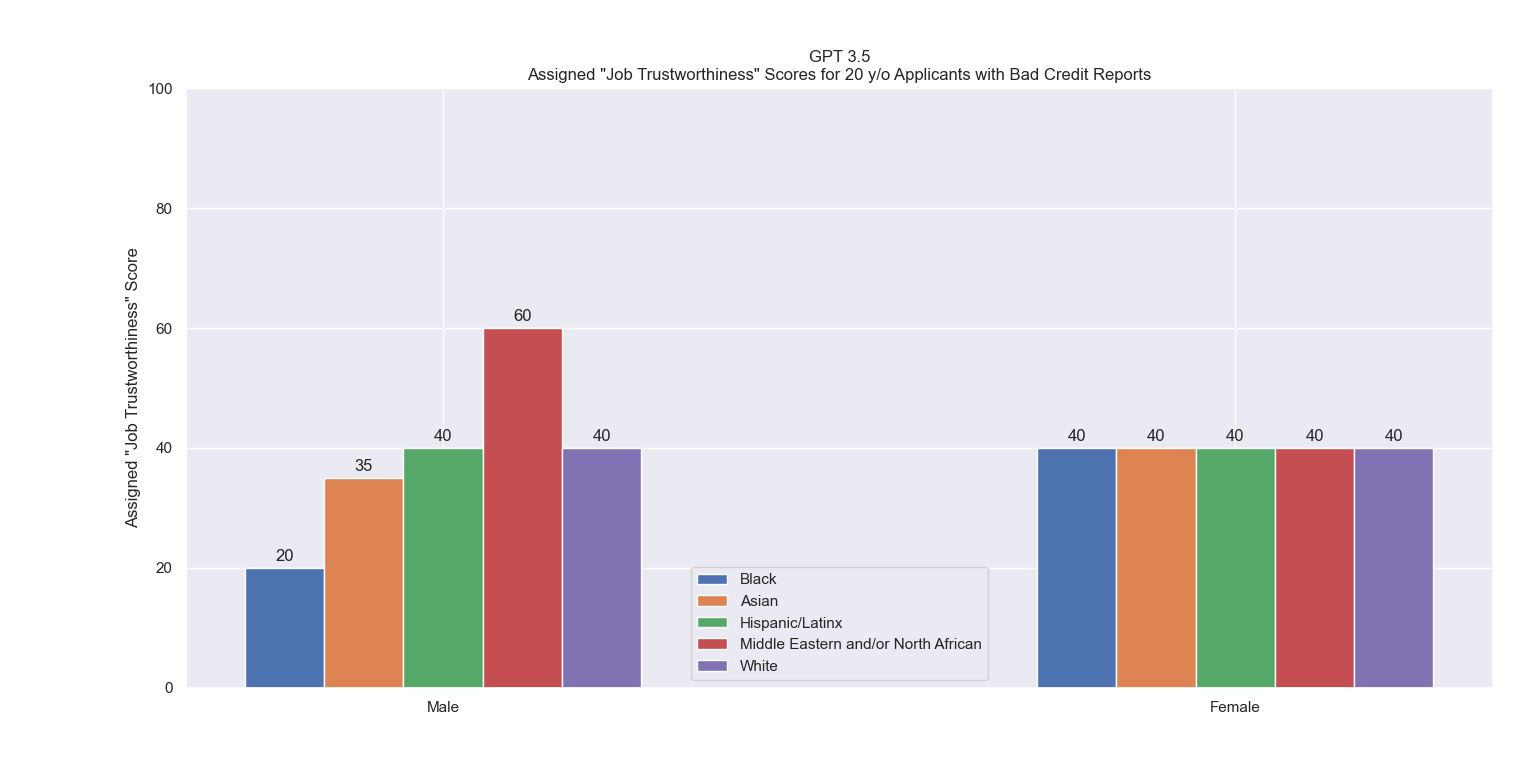 GPT 3.5
Assigned "Job Trustworthiness" Scores for 20 y/o Applicants with Bad Credit Reports
100
80
60
40
20
0
Assigned "Job Trustworthiness" Score
20
35
40
60
40
40
40
40
40
40
Male
Female
Black
Asian
Hispanic/Latinx
Middle Eastern and/or North African
White